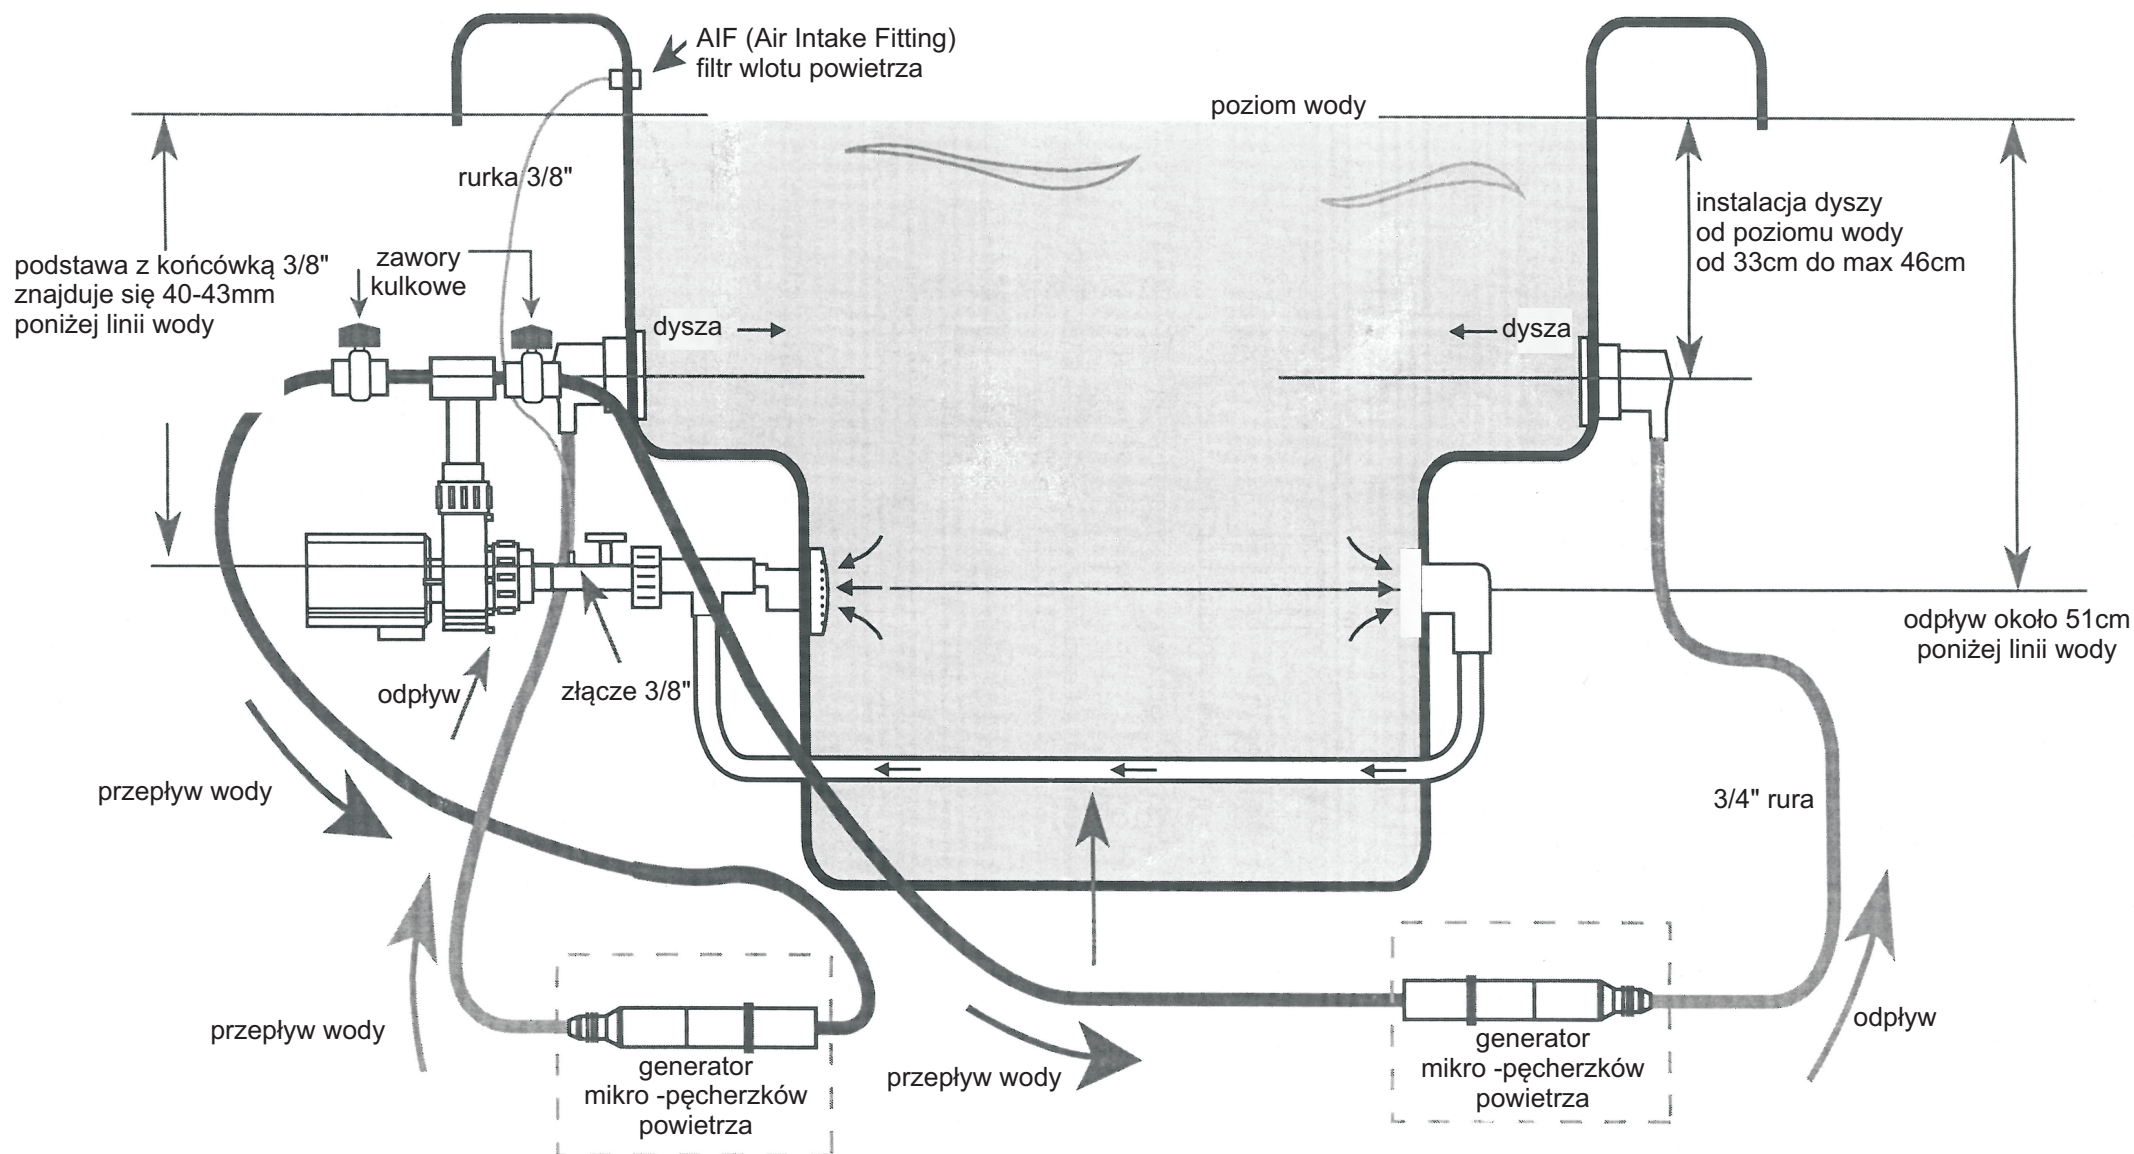 AIF (Air Intake Fitting)
filtr wlotu powietrza
poziom wody
rurka 3/8"
instalacja dyszy
od poziomu wody
od 33cm do max 46cm
podstawa z końcówką 3/8"
znajduje się 40-43mm
poniżej linii wody
zawory
kulkowe
dysza
dysza
odpływ około 51cm
poniżej linii wody
odpływ
złącze 3/8"
przepływ wody
3/4" rura
przepływ wody
generator
mikro -pęcherzków
powietrza
przepływ wody
generator
mikro -pęcherzków
powietrza
odpływ